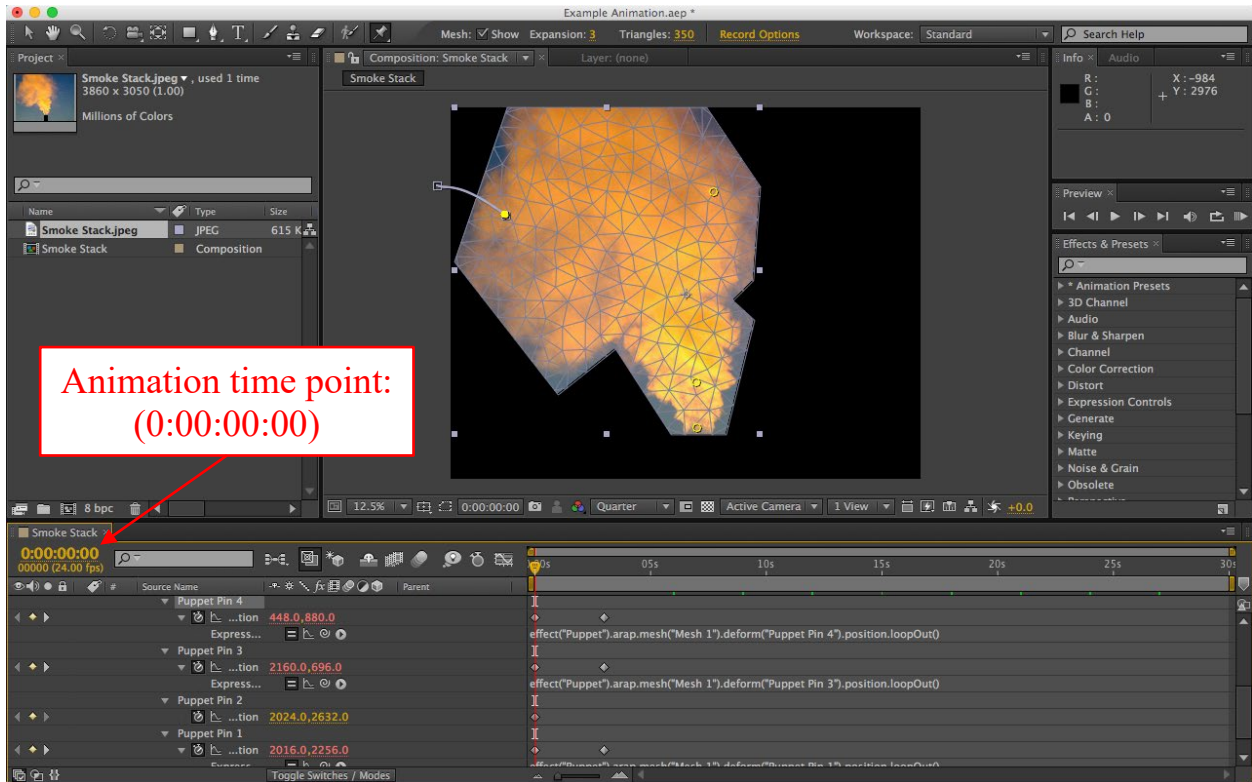 Example Animation.aep *
Mesh: Show Expansion: 3 Triangles: 350 Record Options Workspace: Standard Search Help
Project
Smoke Stack.jpeg , used 1 time
3860 x 3050 (1.00)
Millions of Colors
Name Type Size
Smoke Stack.jpeg JPEG 615 K
Smoke Stack Composition
8 bpc
Composition: Smoke Stack Layer: (none)
Smoke Stack
Animation time point:
(0:00:00:00)
12.5% 0:00:00:00 Quarter Active Camera 1 View +0.0
Info Audio
R : X : -984
G : Y : 2976
B :
A : 0
Preview
Effects & Presets
* Animation Presets
3D Channel
Audio
Blur & Sharpen
Channel
Color Correction
Distort
Expression Controls
Generate
Keying
Matte
Noise & Grain
Obsolete
Smoke Stack
0:00:00:00
00000 (24.00 fps)
05s 10s 15s 20s 25s
# Source Name Parent
Puppet Pin 4
...tion 448.0,880.0
Express... effect("Puppet").arap.mesh("Mesh 1").deform("Puppet Pin 4").position.loopOut()
Puppet Pin 3
...tion 2160.0,696.0
Express... effect("Puppet").arap.mesh("Mesh 1").deform("Puppet Pin 3").position.loopOut()
Puppet Pin 2
...tion 2024.0,2632.0
Puppet Pin 1
...tion 2016.0,2256.0
Toggle Switches / Modes